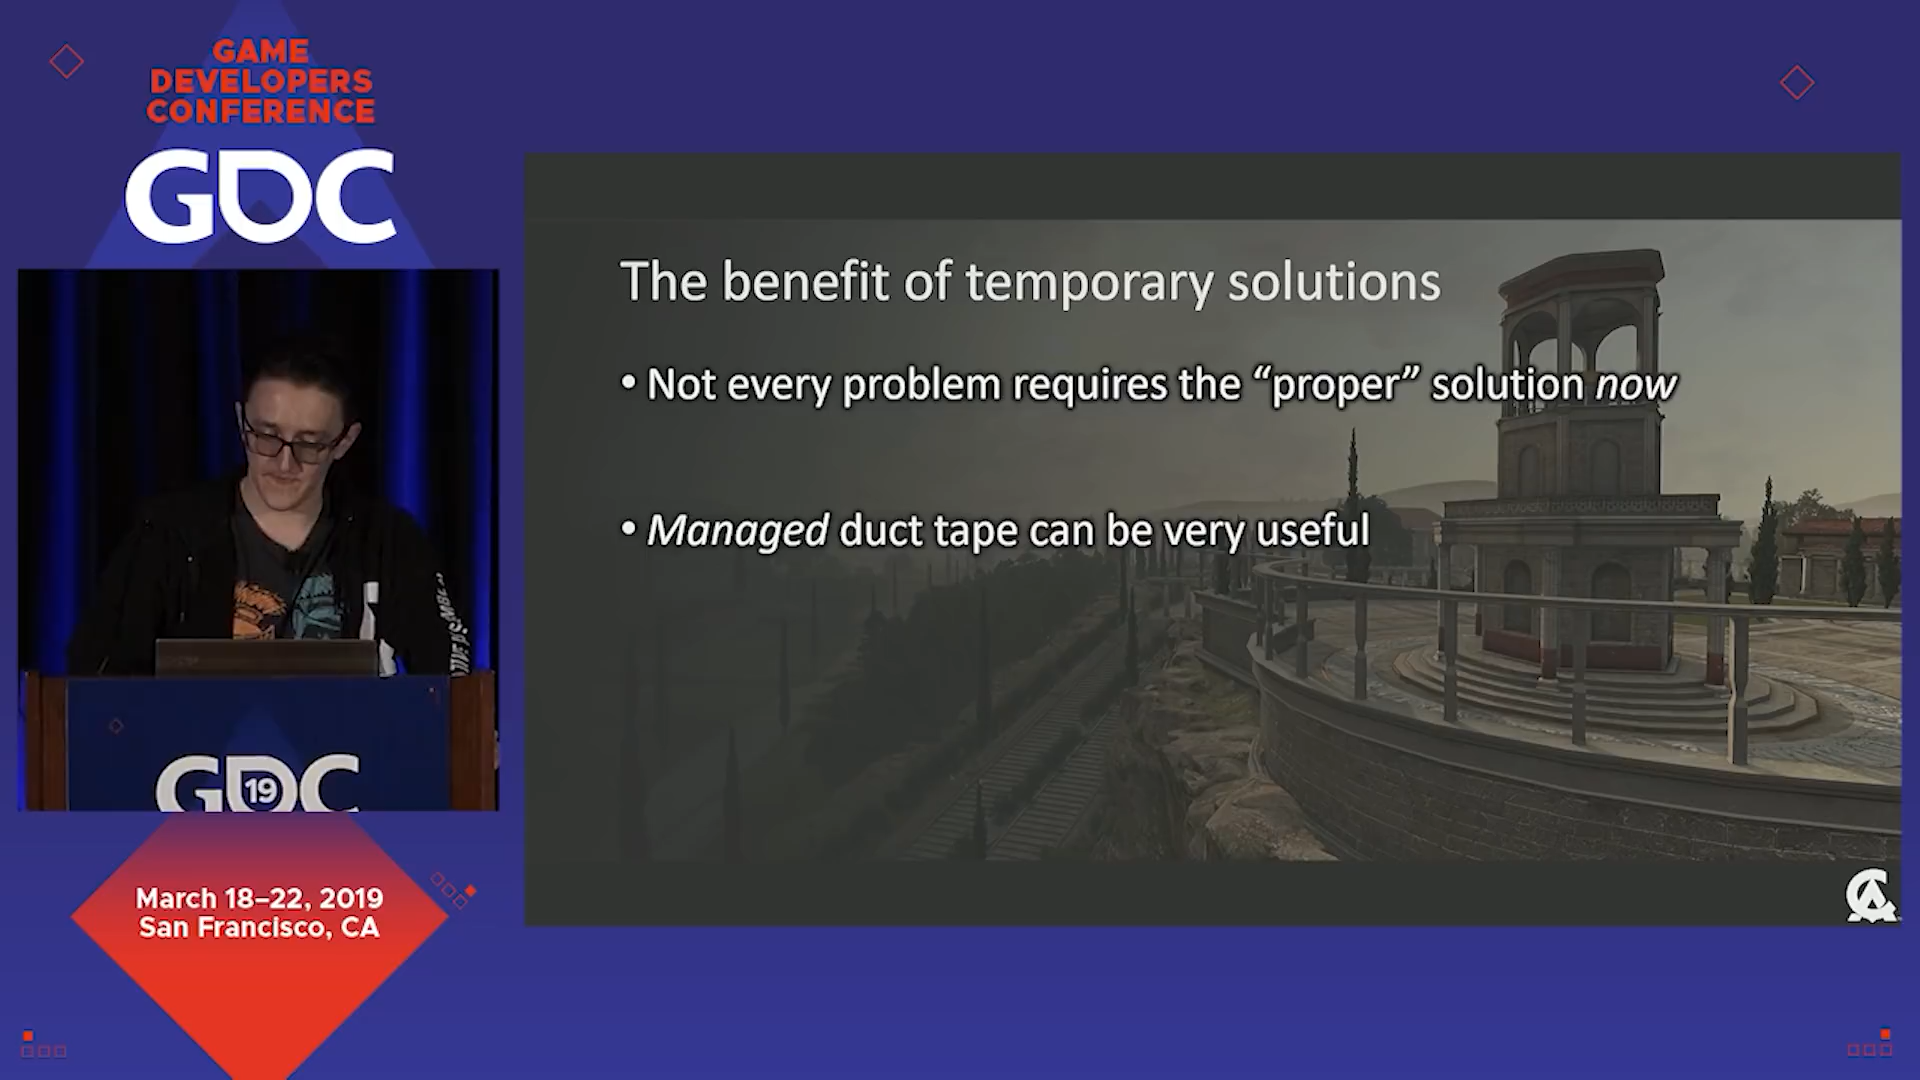 GAME
DEVELOPERS
CONFERENCE
GDC
The benefit of temporary solutions
• Not every problem requires the “proper” solution now
• Managed duct tape can be very useful
GDC
19
March 18–22, 2019
San Francisco, CA